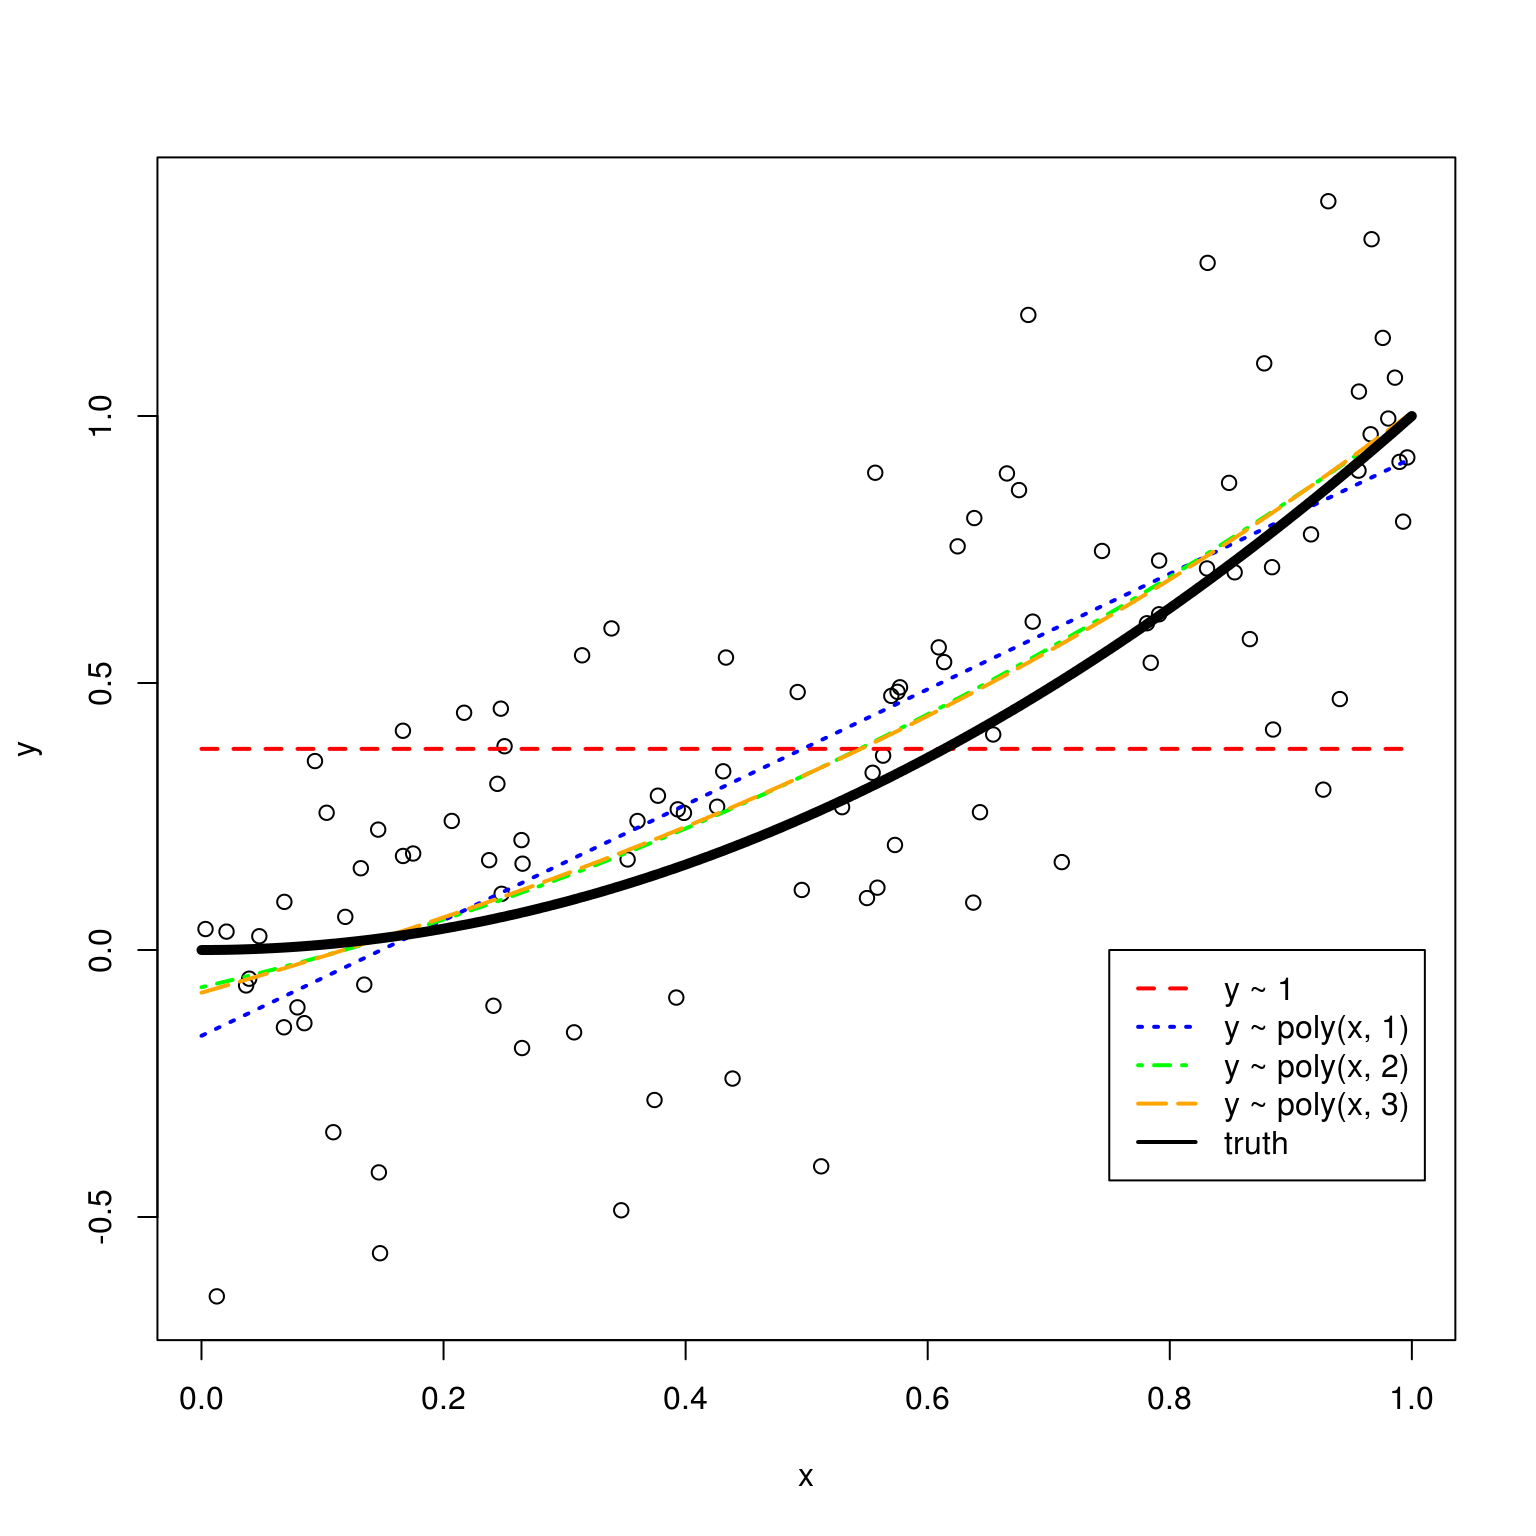 y
1.0
0.5
0.0
-0.5
0.0 0.2 0.4 0.6 0.8 1.0
x
y ~ 1
y ~ poly(x, 1)
y ~ poly(x, 2)
y ~ poly(x, 3)
truth